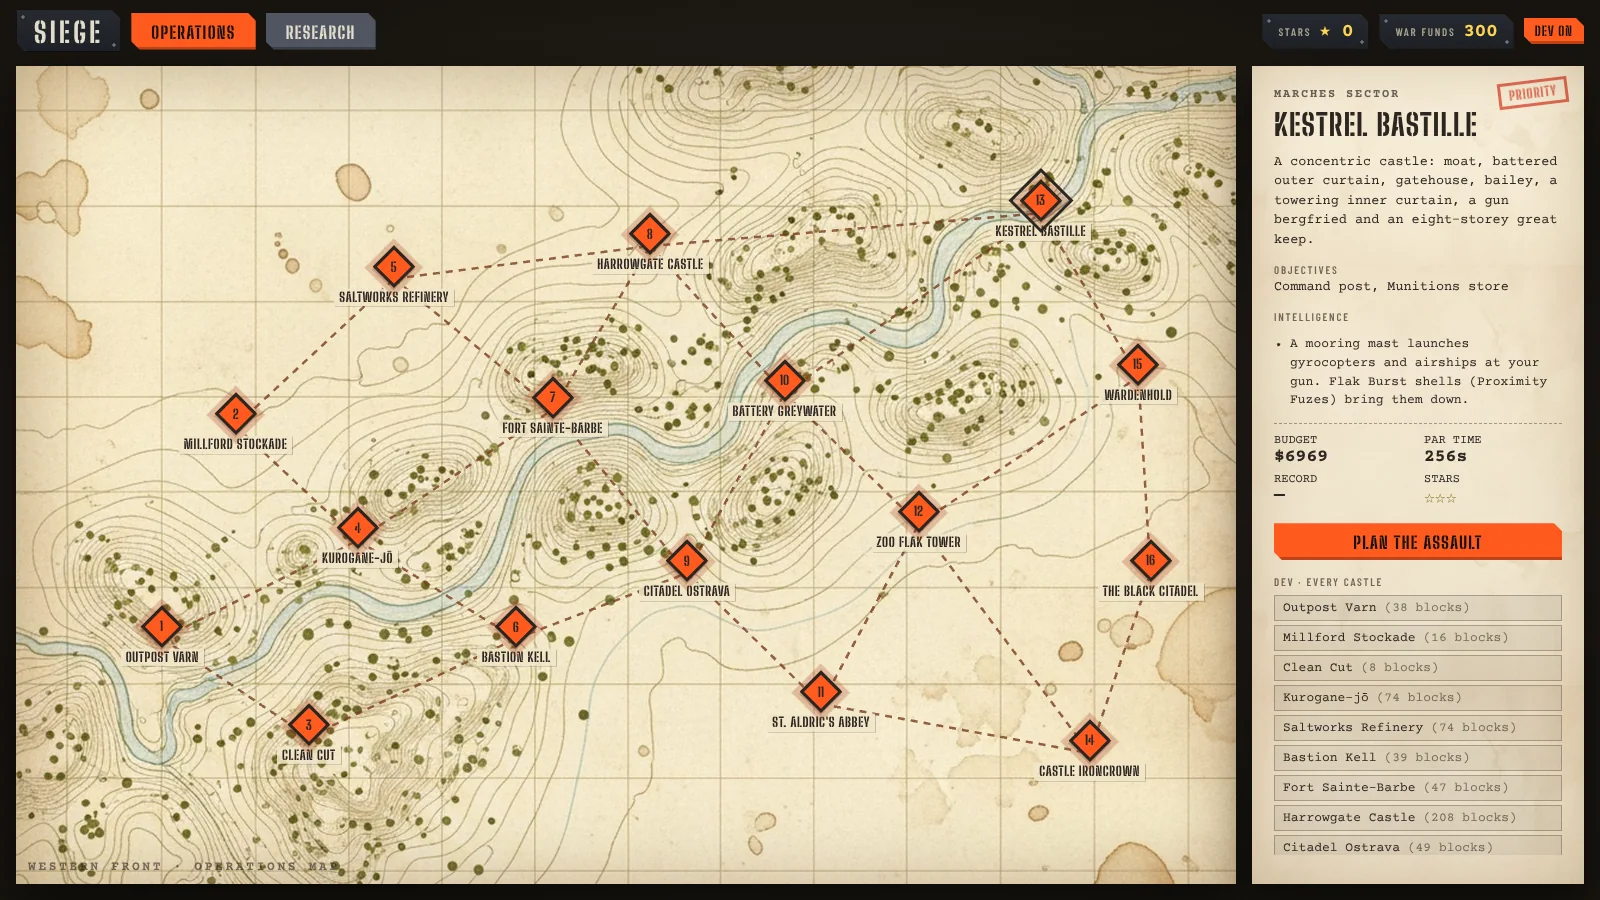 SIEGE
OPERATIONS
RESEARCH
STARS ★ 0
WAR FUNDS 300
DEV ON
13
KESTREL BASTILLE
8
HARROWGATE CASTLE
5
SALTWORKS REFINERY
15
WARDENHOLD
10
BATTERY GREYWATER
7
FORT SAINTE-BARBE
2
MILLFORD STOCKADE
12
ZOO FLAK TOWER
4
KUROGANE-JŌ
9
CITADEL OSTRAVA
16
THE BLACK CITADEL
1
OUTPOST VARN
6
BASTION KELL
11
ST. ALDRIC'S ABBEY
3
CLEAN CUT
14
CASTLE IRONCROWN
WESTERN FRONT · OPERATIONS MAP
MARCHES SECTOR
PRIORITY
KESTREL BASTILLE
A concentric castle: moat, battered
outer curtain, gatehouse, bailey, a
towering inner curtain, a gun
bergfried and an eight-storey great
keep.
OBJECTIVES
Command post, Munitions store
INTELLIGENCE
• A mooring mast launches
gyrocopters and airships at your
gun. Flak Burst shells (Proximity
Fuzes) bring them down.
BUDGET
$6969
PAR TIME
256s
RECORD
—
STARS
☆☆☆
PLAN THE ASSAULT
DEV · EVERY CASTLE
Outpost Varn (38 blocks)
Millford Stockade (16 blocks)
Clean Cut (8 blocks)
Kurogane-jō (74 blocks)
Saltworks Refinery (74 blocks)
Bastion Kell (39 blocks)
Fort Sainte-Barbe (47 blocks)
Harrowgate Castle (208 blocks)
Citadel Ostrava (49 blocks)